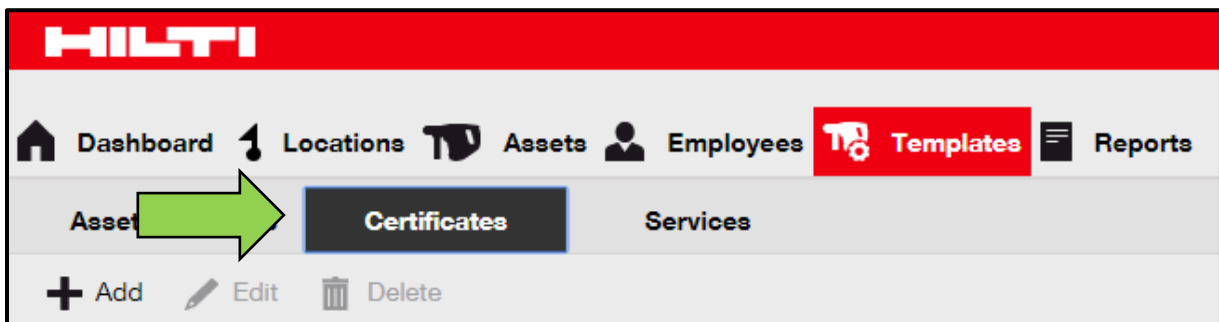 HILTI
Dashboard Locations Assets Employees Templates Reports
Certificates Services
Add Edit Delete